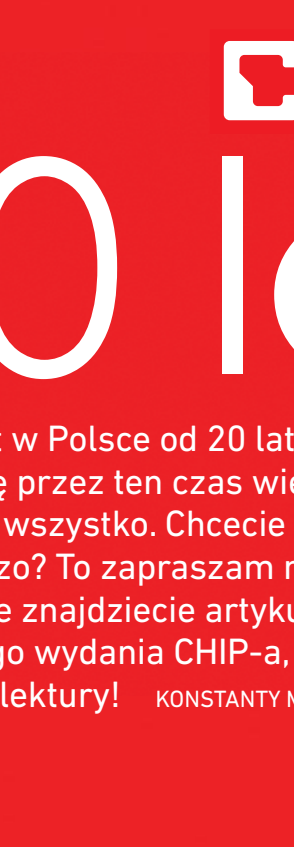 0 l
t w Polsce od 20 lat
ę przez ten czas wie
wszystko. Chcecie
zo? To zapraszam n
e znajdziecie artyku
go wydania CHIP-a,
lektury! KONSTANTY M